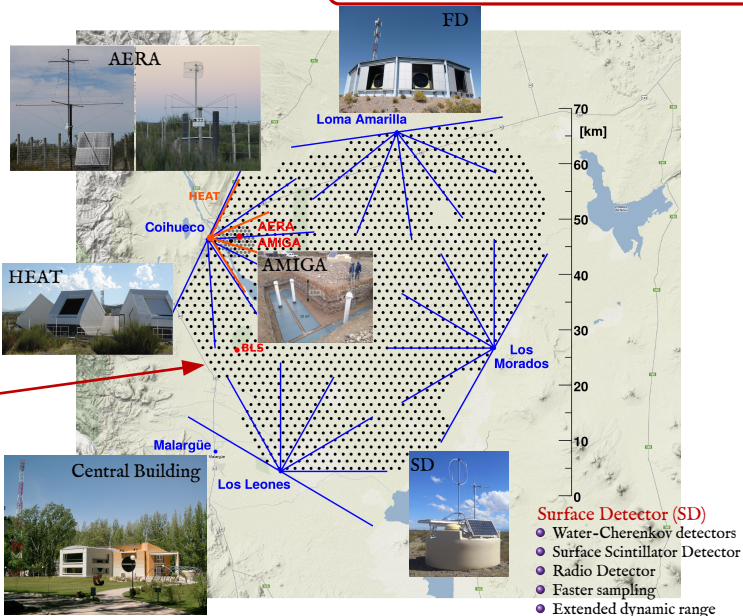 FD
AERA
Loma Amarilla
70
[km]
60
HEAT
50
Coihueco
AERA
AMIGA
AMIGA
HEAT
40
30
BLS
Los
Morados
20
10
Malargüe
Malargüe
Central Building
Los Leones
SD
0
Surface Detector (SD)
Water-Cherenkov detectors
Surface Scintillator Detector
Radio Detector
Faster sampling
Extended dynamic range